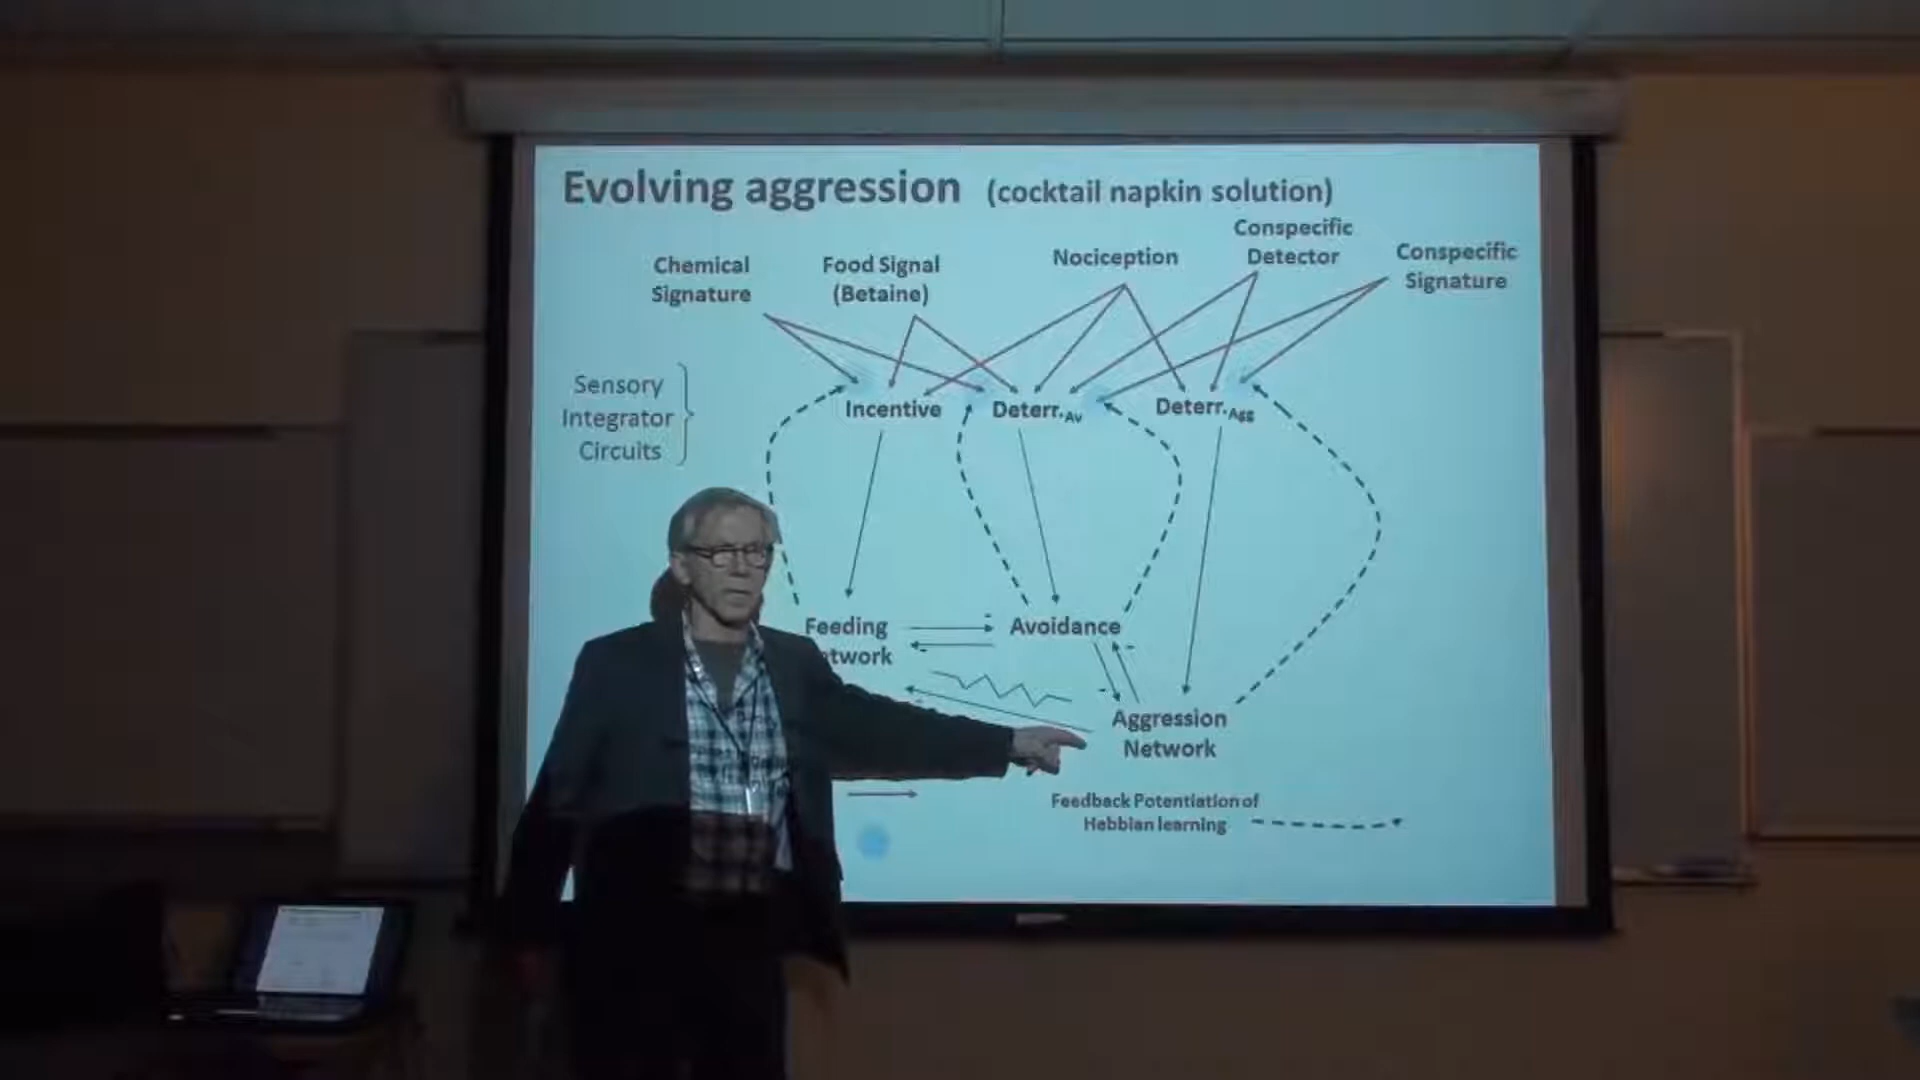 Evolving aggression (cocktail napkin solution)
Chemical
Signature
Food Signal
(Betaine)
Nociception
Conspecific
Detector
Conspecific
Signature
Sensory
Integrator
Circuits
Incentive
Deterr.Av
Deterr.Agg
Feeding
etwork
Avoidance
Aggression
Network
Feedback Potentiation of
Hebbian learning